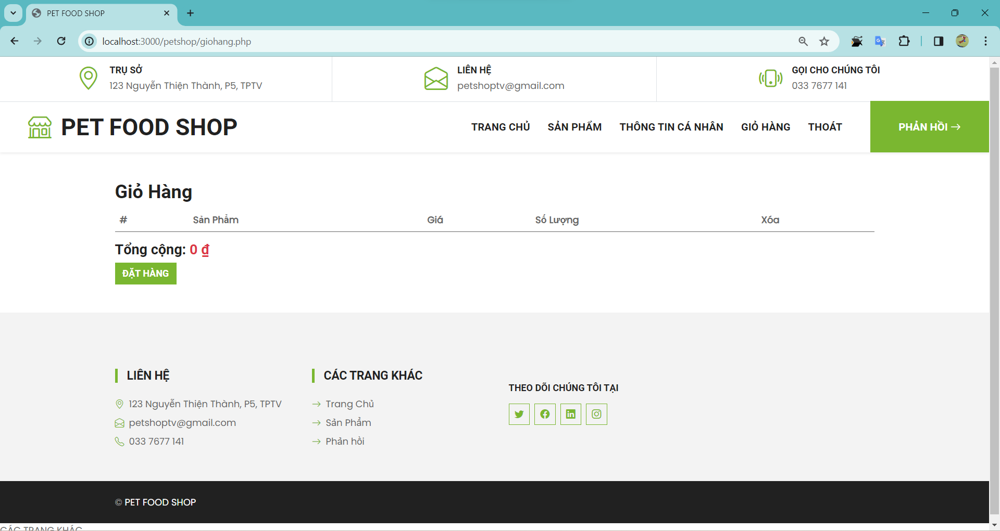 PET FOOD SHOP
localhost:3000/petshop/giohang.php
TRỤ SỞ
123 Nguyễn Thiện Thành, P5, TPTV
LIÊN HỆ
petshoptv@gmail.com
GỌI CHO CHÚNG TÔI
033 7677 141
PET FOOD SHOP
TRANG CHỦ SẢN PHẨM THÔNG TIN CÁ NHÂN GIỎ HÀNG THOÁT PHẢN HỒI →
Giỏ Hàng
# Sản Phẩm Giá Số Lượng Xóa
Tổng cộng: 0 ₫
ĐẶT HÀNG
LIÊN HỆ
123 Nguyễn Thiện Thành, P5, TPTV
petshoptv@gmail.com
033 7677 141
CÁC TRANG KHÁC
→ Trang Chủ
→ Sản Phẩm
→ Phản hồi
THEO DÕI CHÚNG TÔI TẠI
© PET FOOD SHOP
CÁC TRANG KHÁC